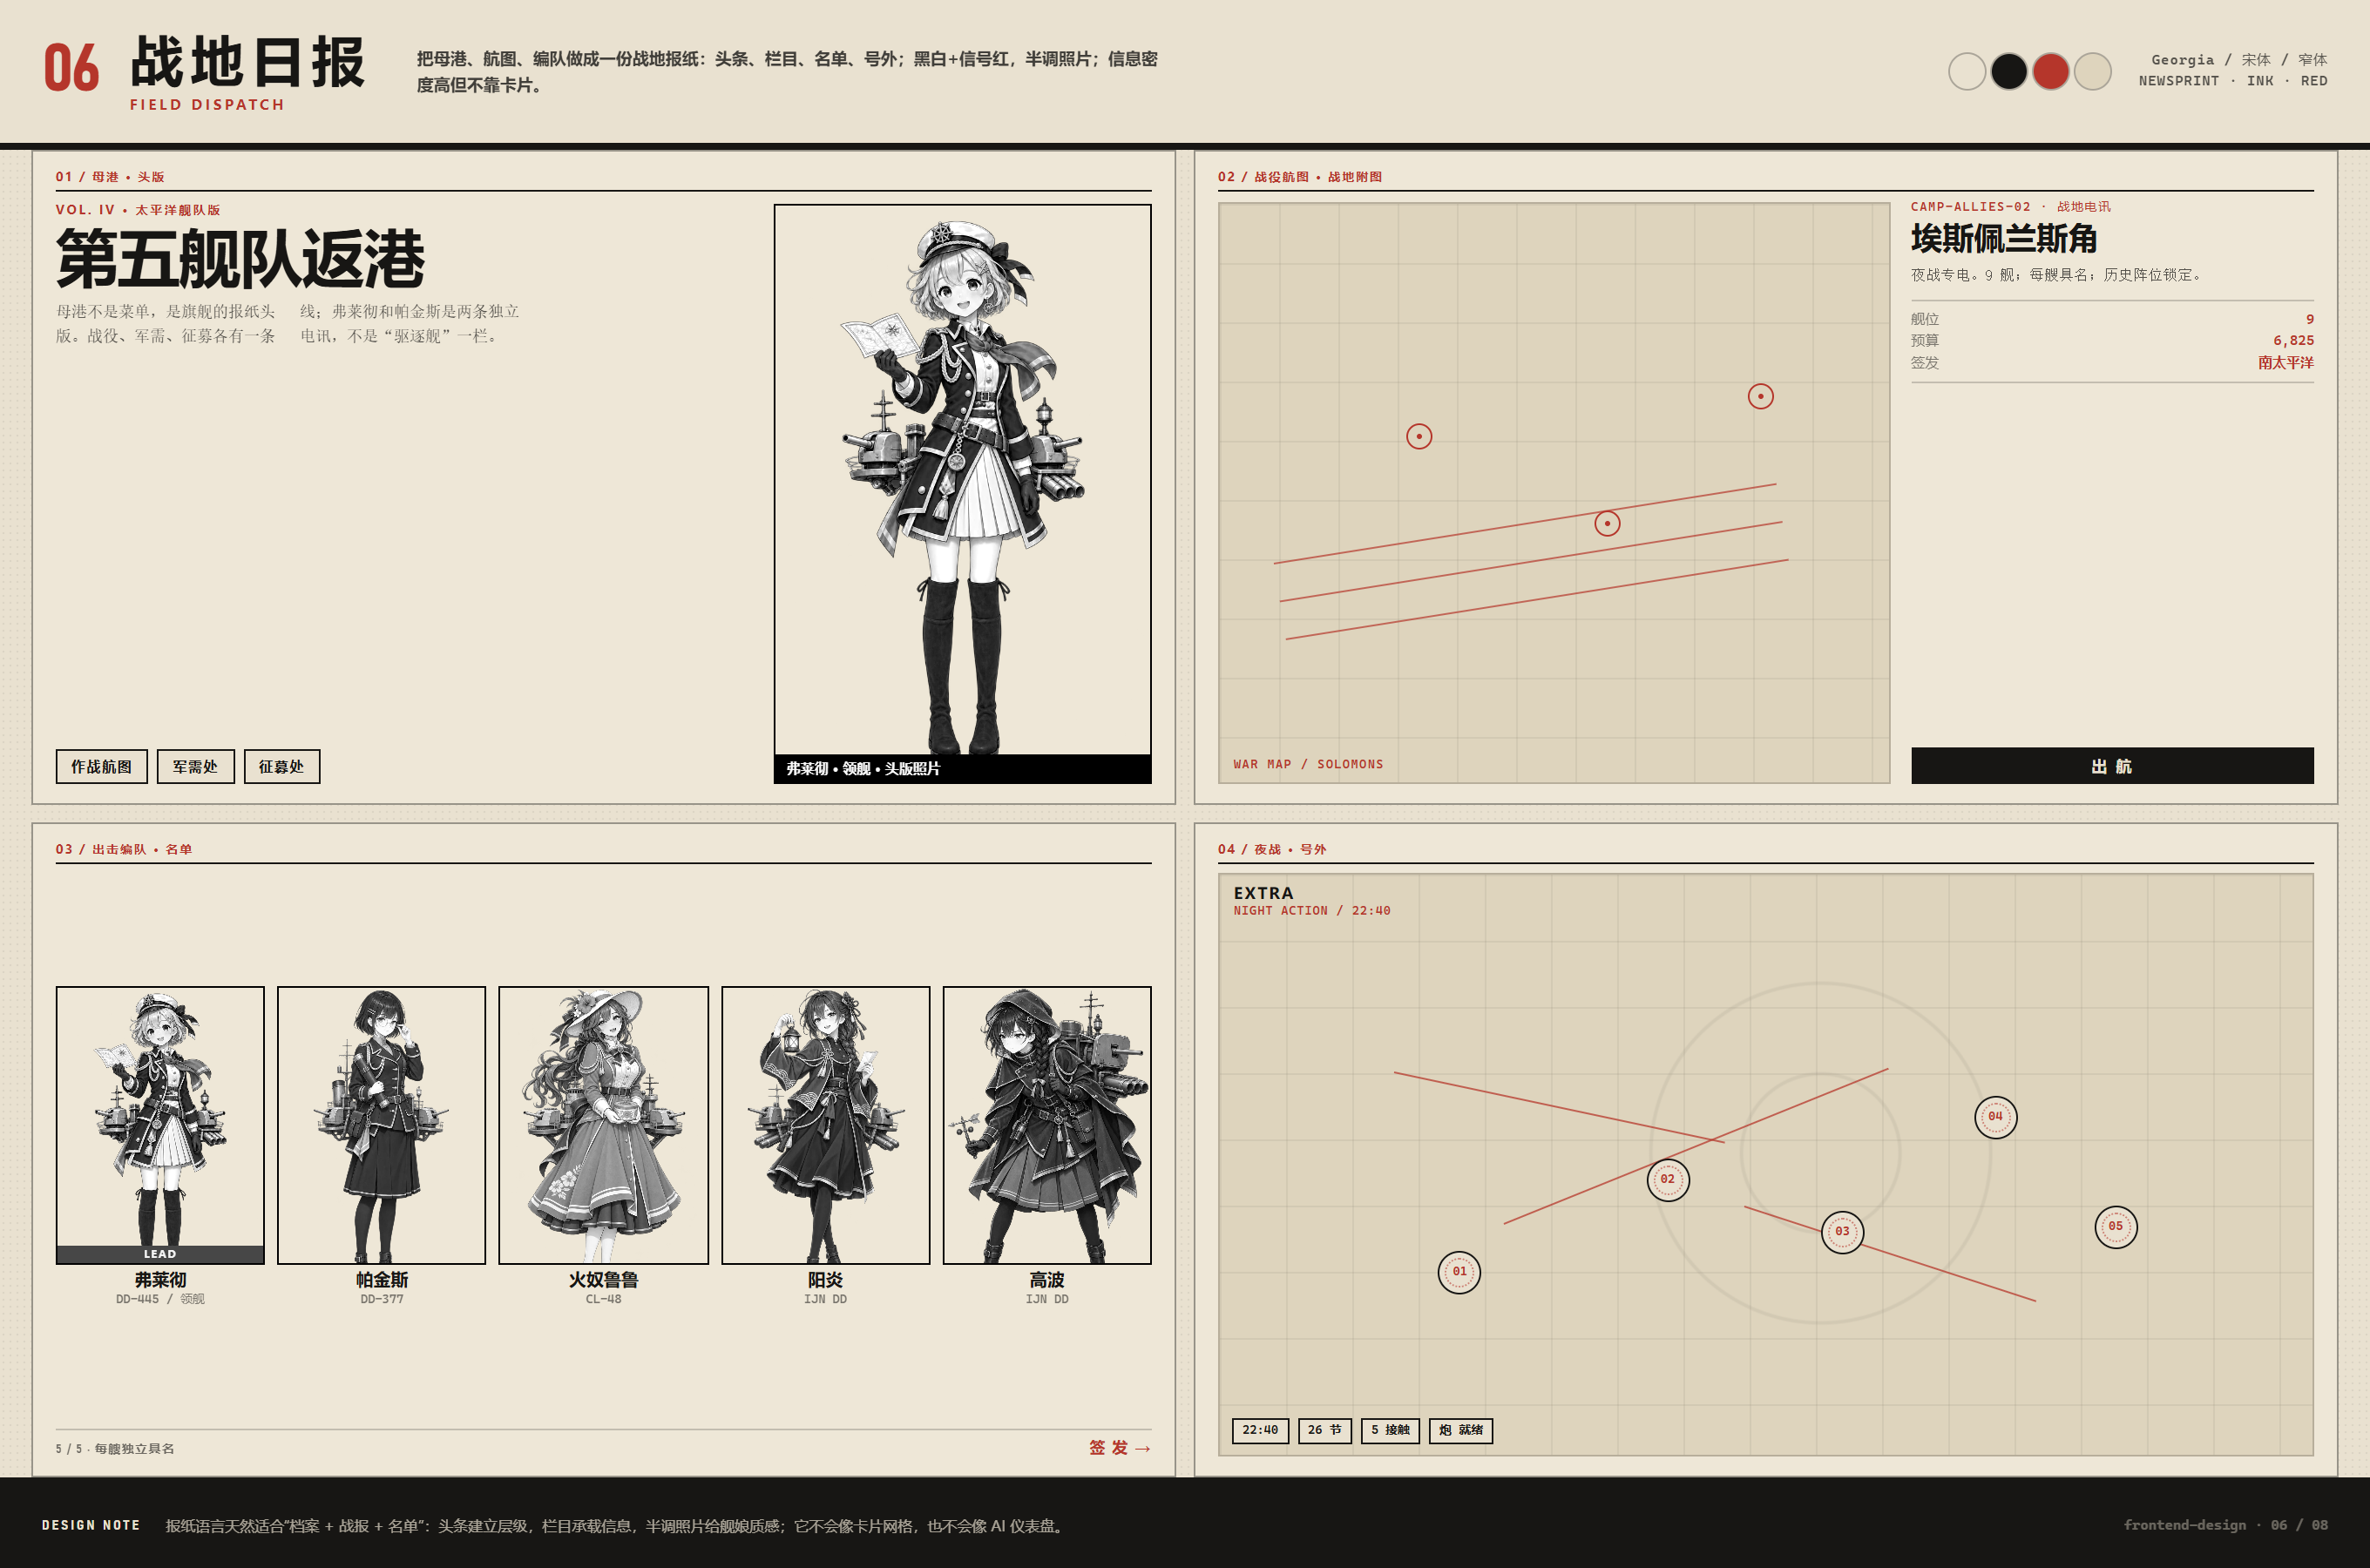 06
战地日报
FIELD DISPATCH
把母港、航图、编队做成一份战地报纸：头条、栏目、名单、号外；黑白+信号红，半调照片；信息密
度高但不靠卡片。
Georgia / 宋体 / 窄体
NEWSPRINT · INK · RED
01 / 母港 • 头版
VOL. IV • 太平洋舰队版
第五舰队返港
母港不是菜单，是旗舰的报纸头
版。战役、军需、征募各有一条
线；弗莱彻和帕金斯是两条独立
电讯，不是“驱逐舰”一栏。
作战航图
军需处
征募处
弗莱彻 • 领舰 • 头版照片
02 / 战役航图 • 战地附图
WAR MAP / SOLOMONS
CAMP-ALLIES-02 · 战地电讯
埃斯佩兰斯角
夜战专电。9 舰；每艘具名；历史阵位锁定。
舰位 9
预算 6,825
签发 南太平洋
出 航
03 / 出击编队 • 名单
LEAD
弗莱彻
DD-445 / 领舰
帕金斯
DD-377
火奴鲁鲁
CL-48
阳炎
IJN DD
高波
IJN DD
5 / 5 · 每艘独立具名
签 发 →
04 / 夜战 • 号外
EXTRA
NIGHT ACTION / 22:40
04
02
03
05
01
22:40
26 节
5 接触
炮 就绪
DESIGN NOTE
报纸语言天然适合“档案 + 战报 + 名单”：头条建立层级，栏目承载信息，半调照片给舰娘质感；它不会像卡片网格，也不会像 AI 仪表盘。
frontend-design · 06 / 08